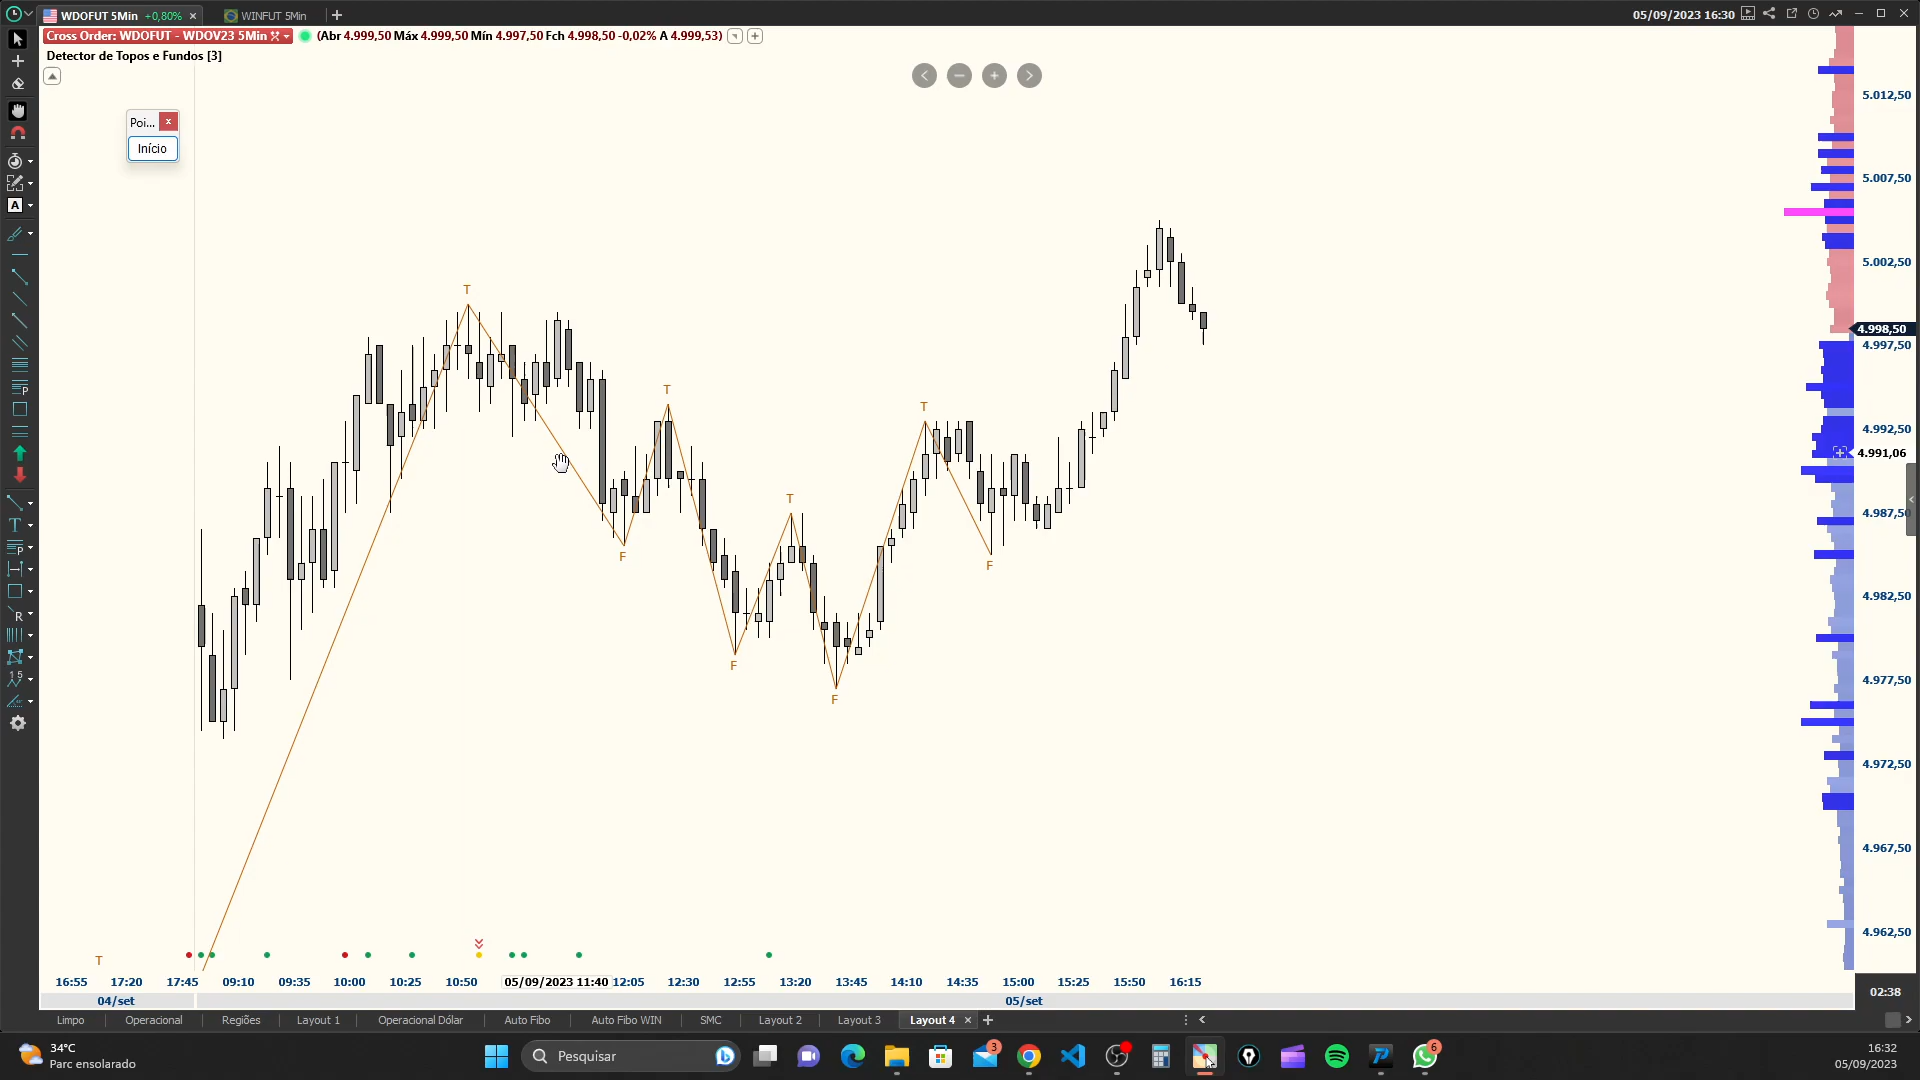 WDOFUT 5Min +0,80% ×
WINFUT 5Min
05/09/2023 16:30
Cross Order: WDOFUT - WDOV23 5Min (Abr 4.999,50 Máx 4.999,50 Mín 4.997,50 Fch 4.998,50 -0,02% A 4.999,53)
Detector de Topos e Fundos [3]
Poi... x
Início
5.012,50
5.007,50
5.002,50
4.998,50
4.997,50
4.992,50
4.991,06
4.987,50
4.982,50
4.977,50
4.972,50
4.967,50
4.962,50
T
T
T
T
F
F
F
F
T
16:55 17:20 17:45 09:10 09:35 10:00 10:25 10:50 05/09/2023 11:40 12:05 12:30 12:55 13:20 13:45 14:10 14:35 15:00 15:25 15:50 16:15
02:38
04/set 05/set
Limpo Operacional Regiões Layout 1 Operacional Dólar Auto Fibo Auto Fibo WIN SMC Layout 2 Layout 3 Layout 4 ×
34°C
Parc ensolarado
Pesquisar
3
6
16:32
05/09/2023